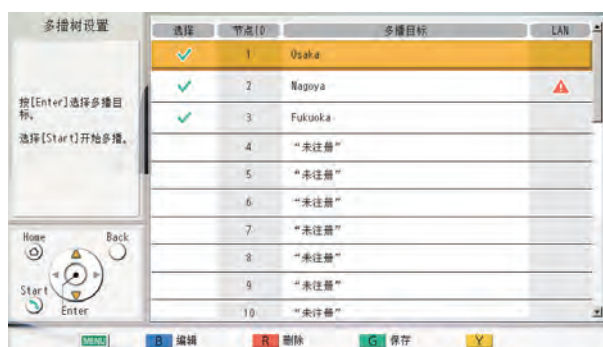 多播树设置
选择 节点ID 多播目标 LAN
1 Osaka
2 Nagoya
3 Fukuoka
4 “未注册”
5 “未注册”
6 “未注册”
7 “未注册”
8 “未注册”
9 “未注册”
10 “未注册”
按[Enter]选择多播目
标。
选择[Start]开始多播。
Home Back
Start
Enter
MENU B 编辑 R 删除 G 保存 Y